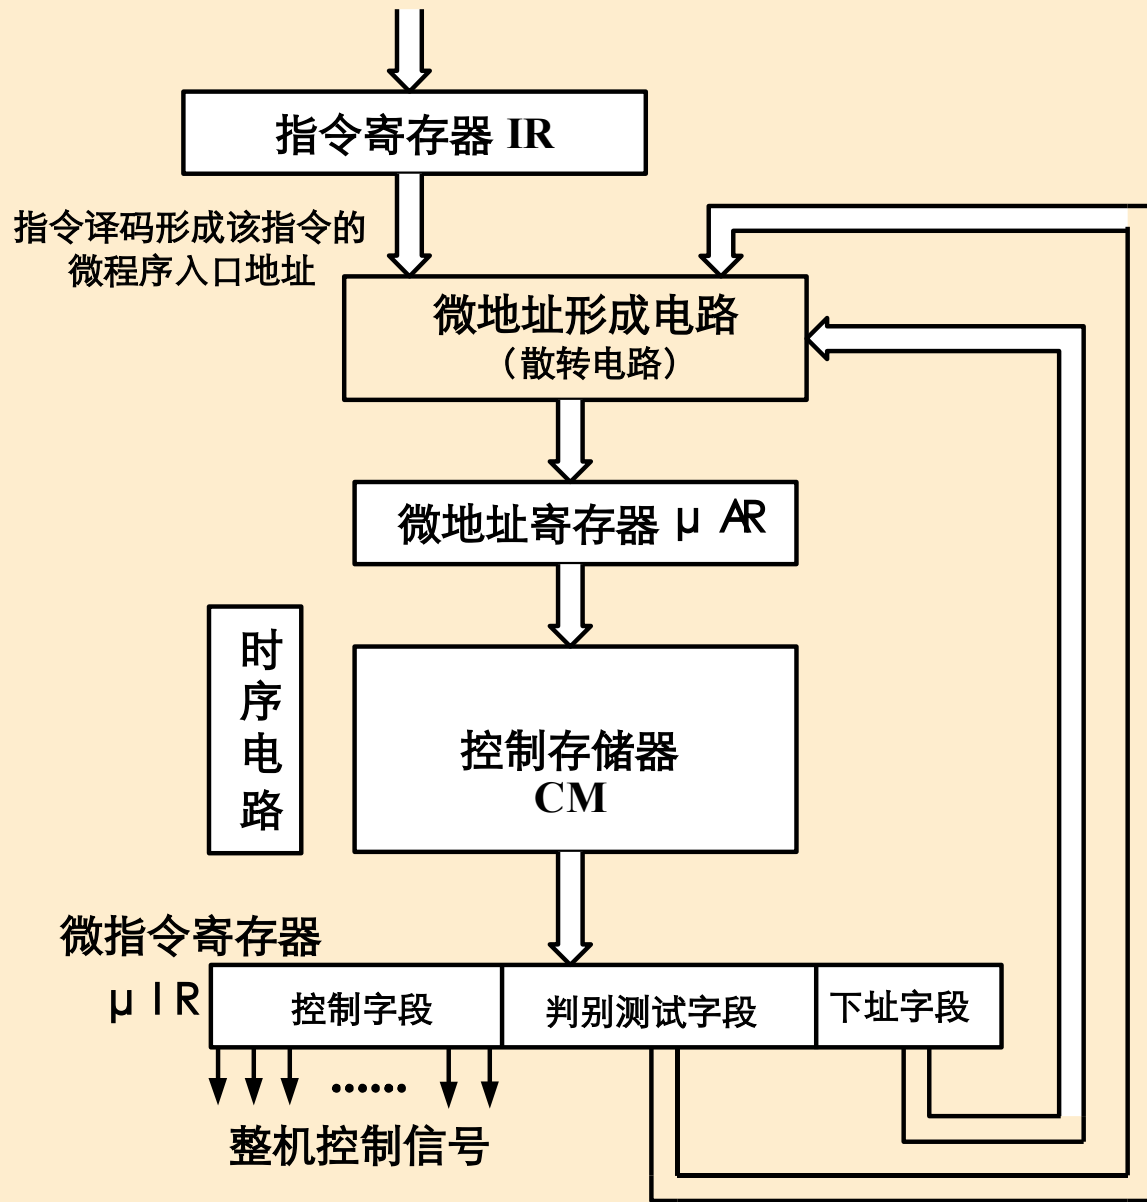 指令寄存器 IR
指令译码形成该指令的
微程序入口地址
微地址形成电路
（散转电路）
微地址寄存器 μ AR
时
序
电
路
控制存储器
CM
微指令寄存器
μ I R
控制字段
判别测试字段
下址字段
……
整机控制信号